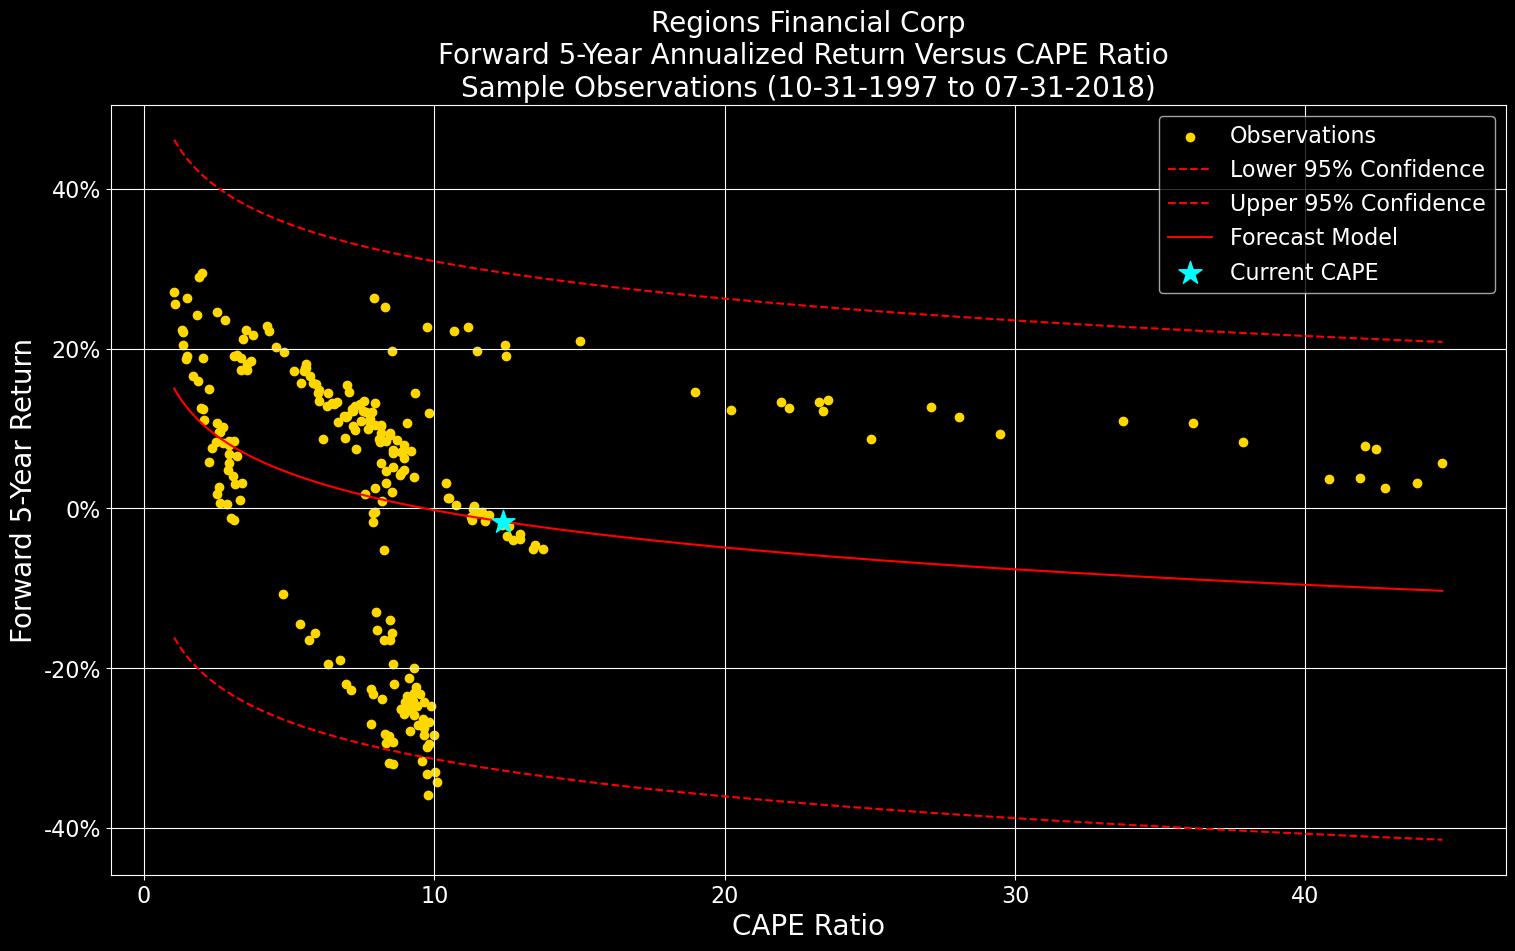 Regions Financial Corp
Forward 5-Year Annualized Return Versus CAPE Ratio
Sample Observations (10-31-1997 to 07-31-2018)
Observations
Lower 95% Confidence
Upper 95% Confidence
Forecast Model
Current CAPE
Forward 5-Year Return
40%
20%
0%
-20%
-40%
0 10 20 30 40
CAPE Ratio